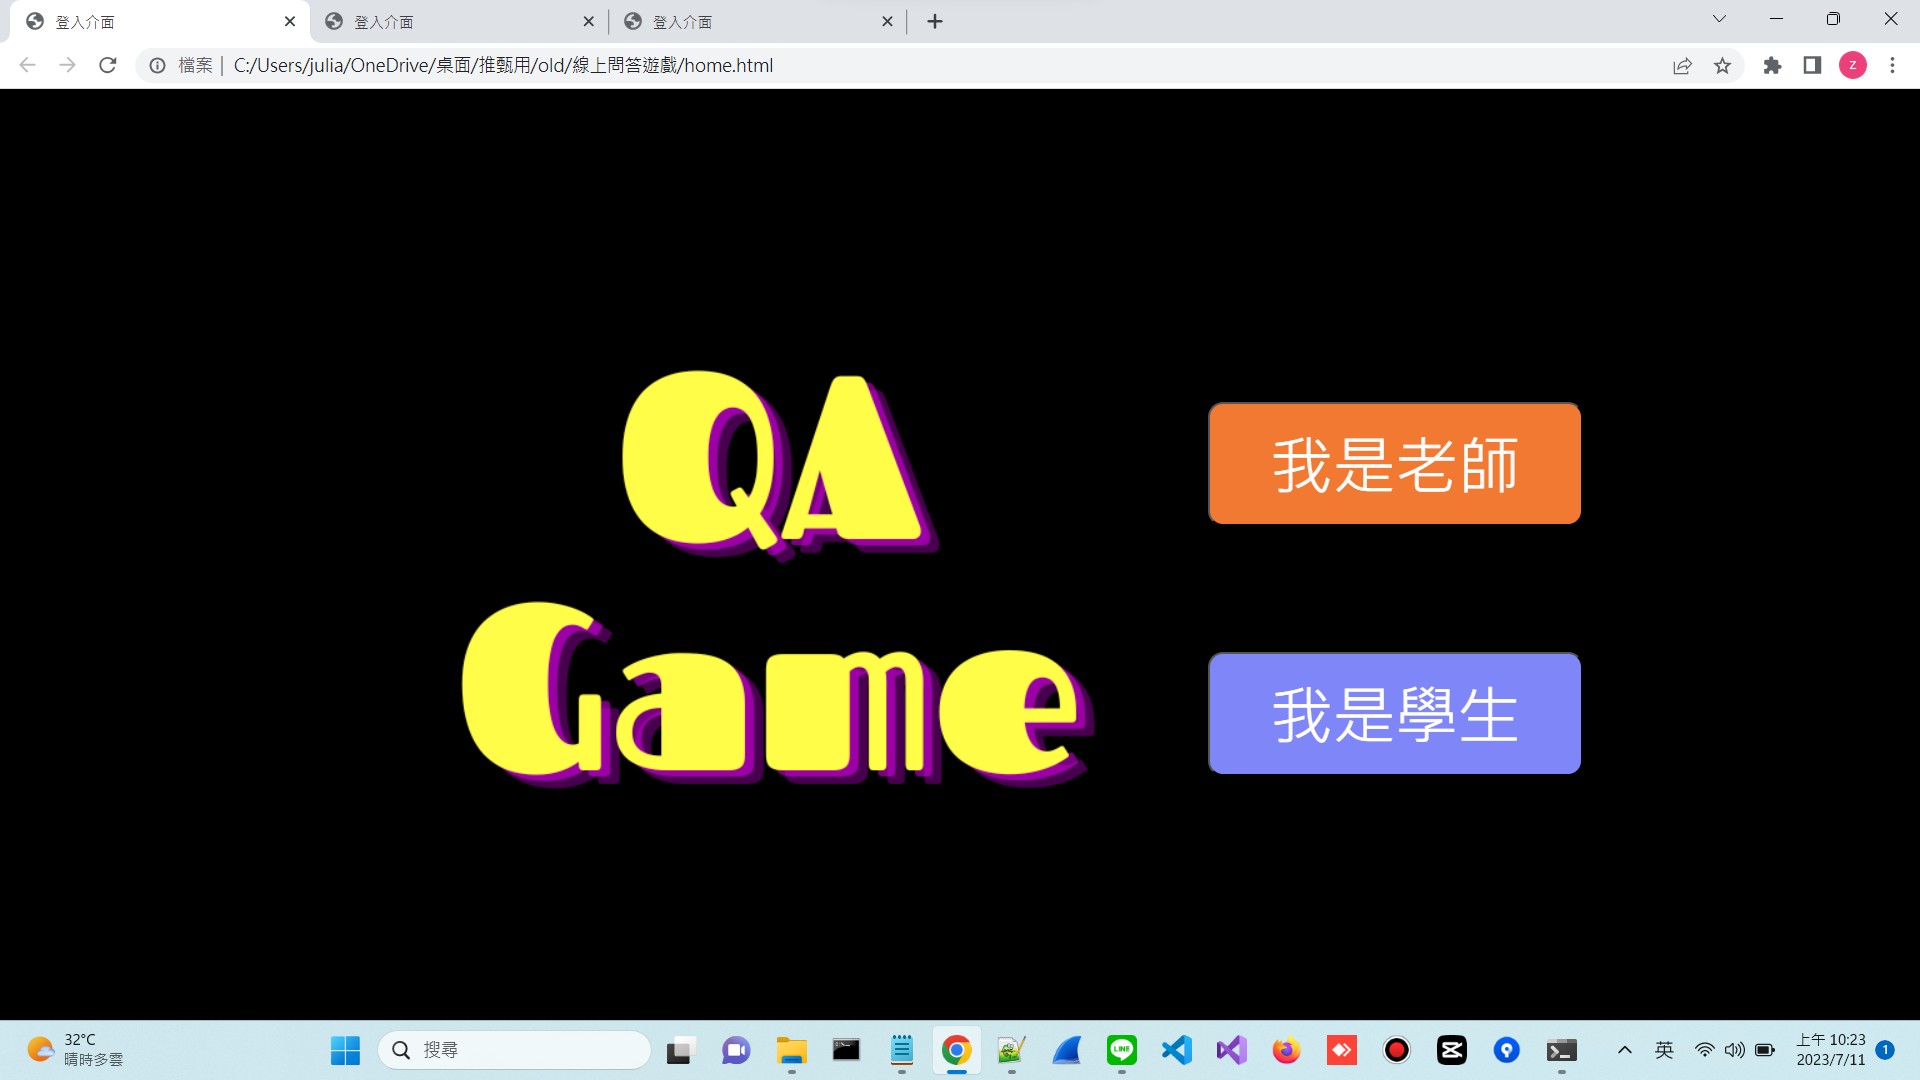 登入介面
登入介面
登入介面
檔案 | C:/Users/julia/OneDrive/桌面/推甄用/old/線上問答遊戲/home.html
Z
QA
Game
我是老師
我是學生
32°C
晴時多雲
搜尋
LINE
英
上午 10:23
2023/7/11
1